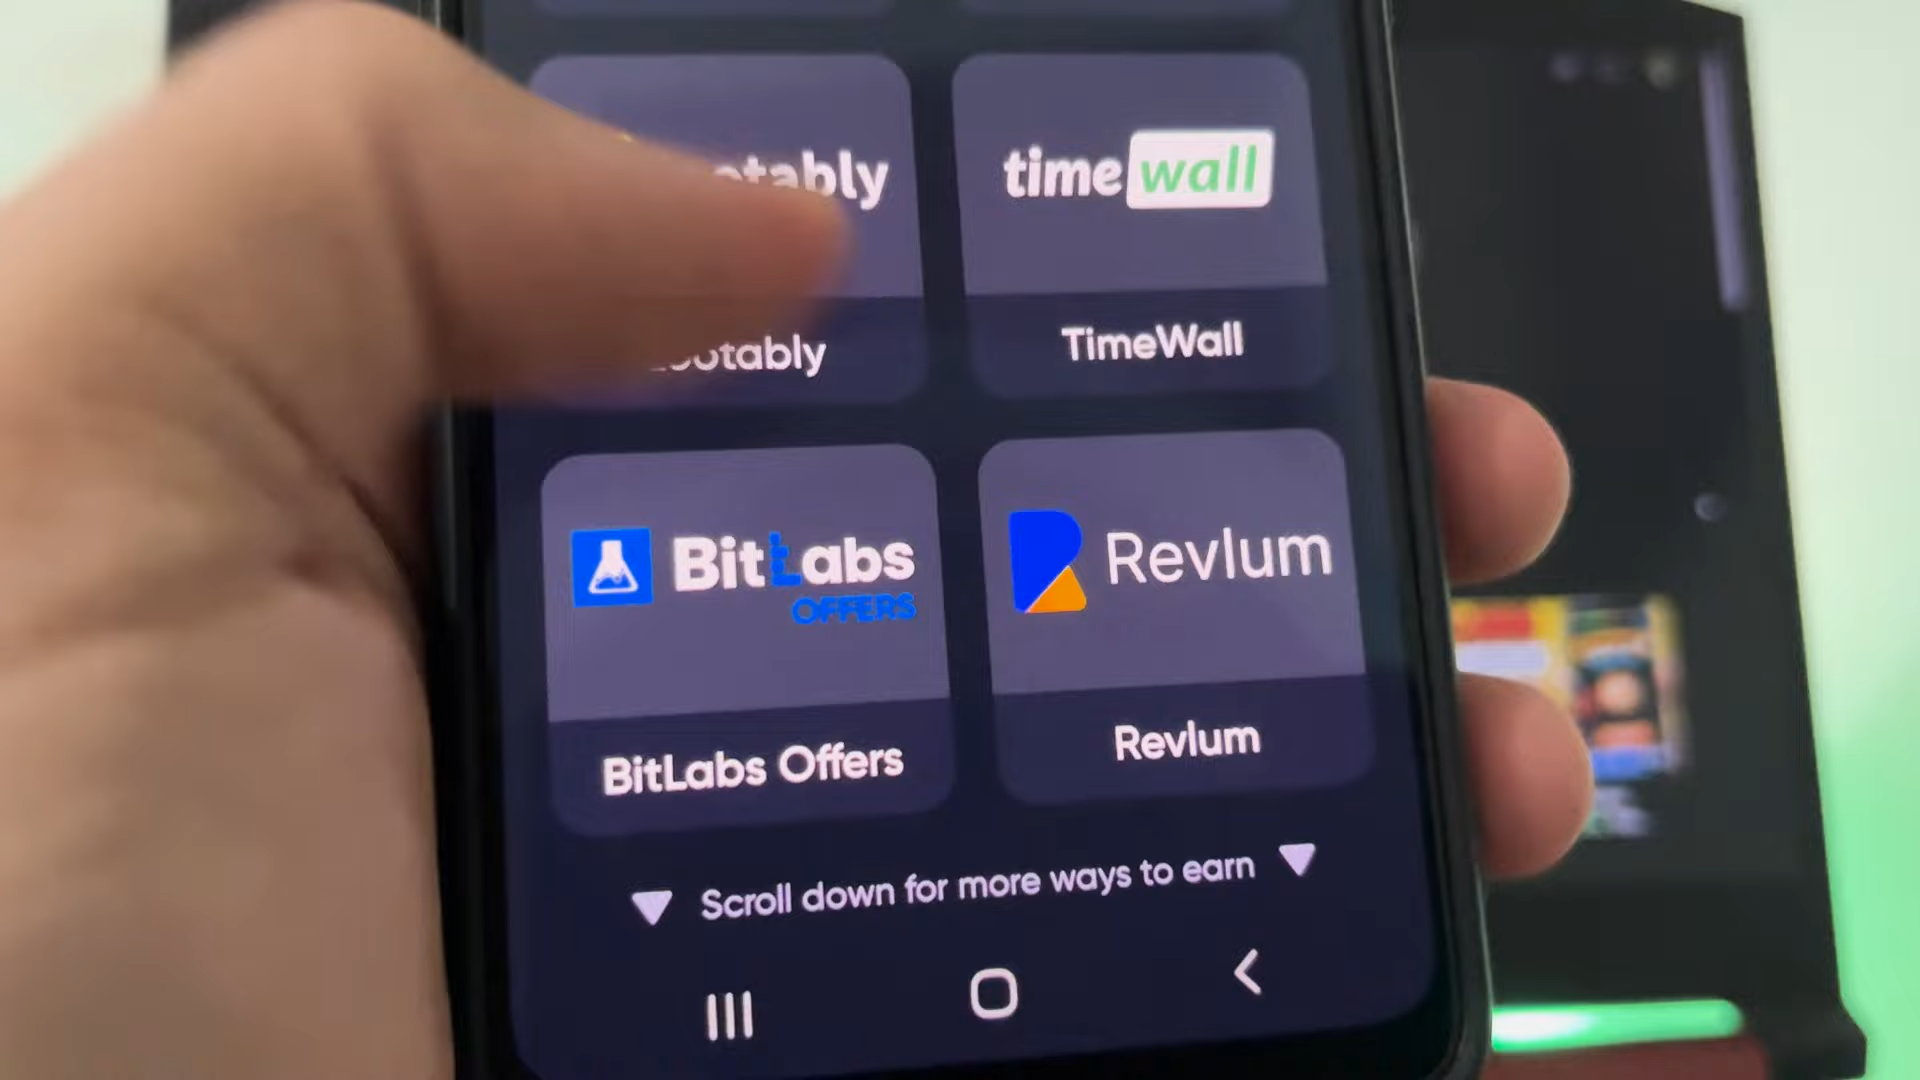 timewall
TimeWall
BitLabs
OFFERS
Revlum
BitLabs Offers
Revlum
Scroll down for more ways to earn